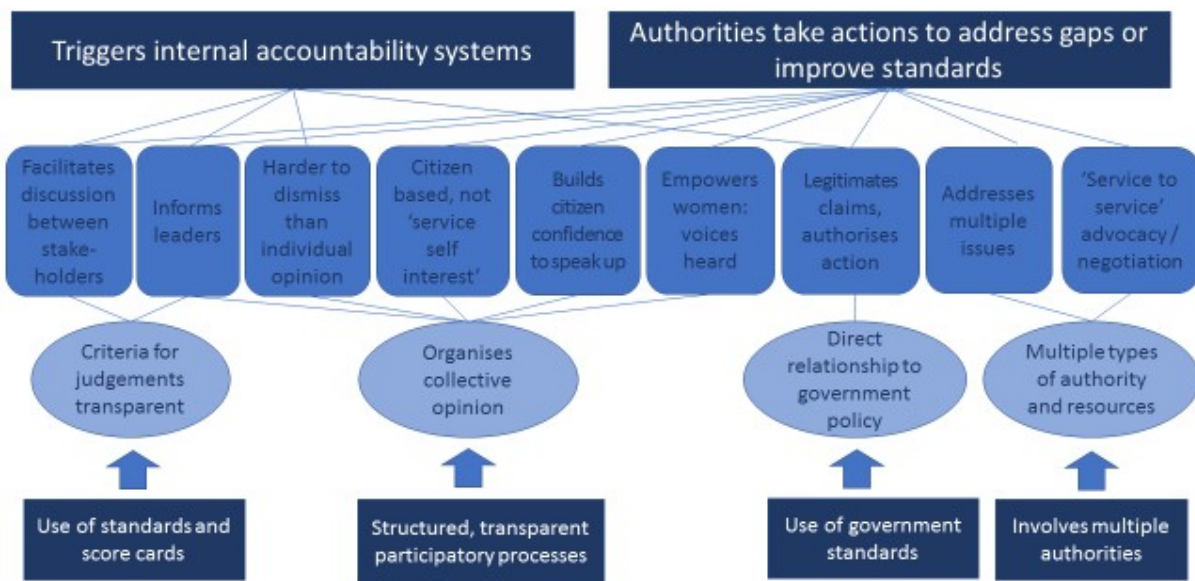 Triggers internal accountability systems
Authorities take actions to address gaps or
improve standards
Facilitates
discussion
between
stake-
holders
Informs
leaders
Harder to
dismiss
than
individual
opinion
Citizen
based, not
‘service
self
interest’
Builds
citizen
confidence
to speak up
Empowers
women:
voices
heard
Legitimates
claims,
authorises
action
Addresses
multiple
issues
‘Service to
service’
advocacy /
negotiation
Criteria for
judgements
transparent
Organises
collective
opinion
Direct
relationship to
government
policy
Multiple types
of authority
and resources
Use of standards and
score cards
Structured, transparent
participatory processes
Use of government
standards
Involves multiple
authorities